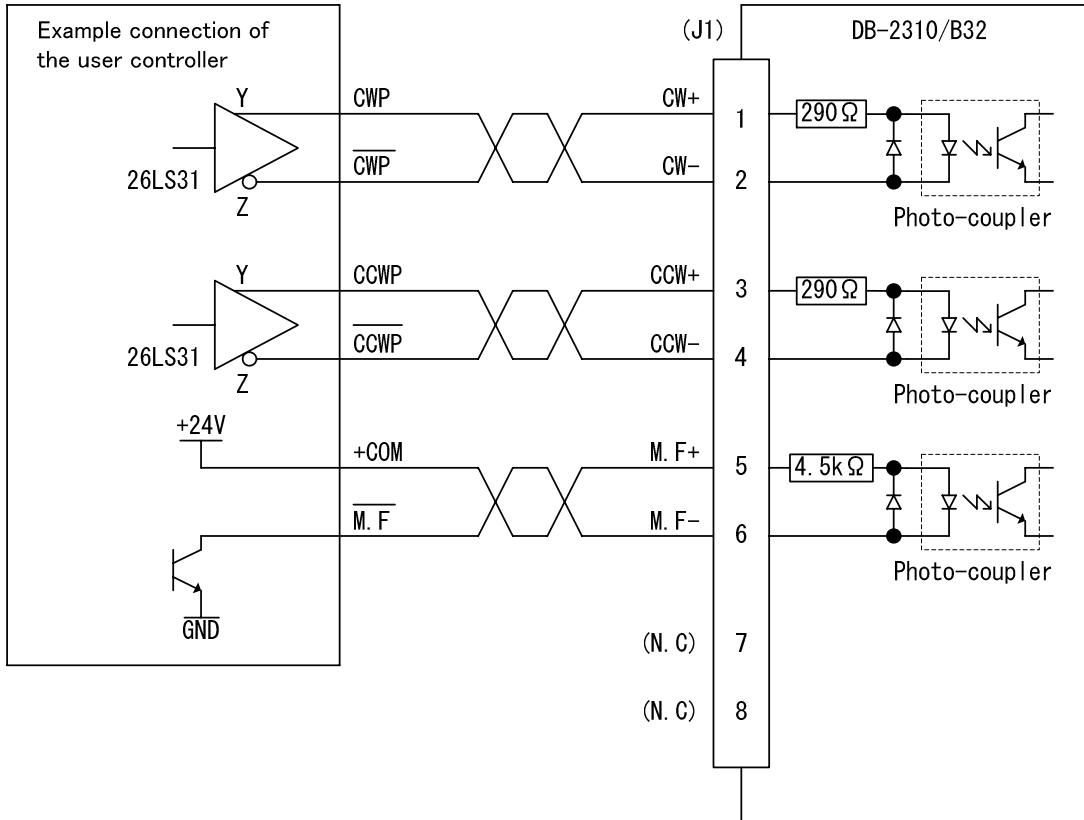 Example connection of
the user controller
(J1)
DB-2310/B32
Y
CWP
CW+
1
290Ω
26LS31
CWP
CW-
2
Z
Photo-coupler
Y
CCWP
CCW+
3
290Ω
26LS31
CCWP
CCW-
4
Z
Photo-coupler
+24V
+COM
M.F+
5
4.5kΩ
M.F
M.F-
6
Photo-coupler
GND
(N.C)
7
(N.C)
8